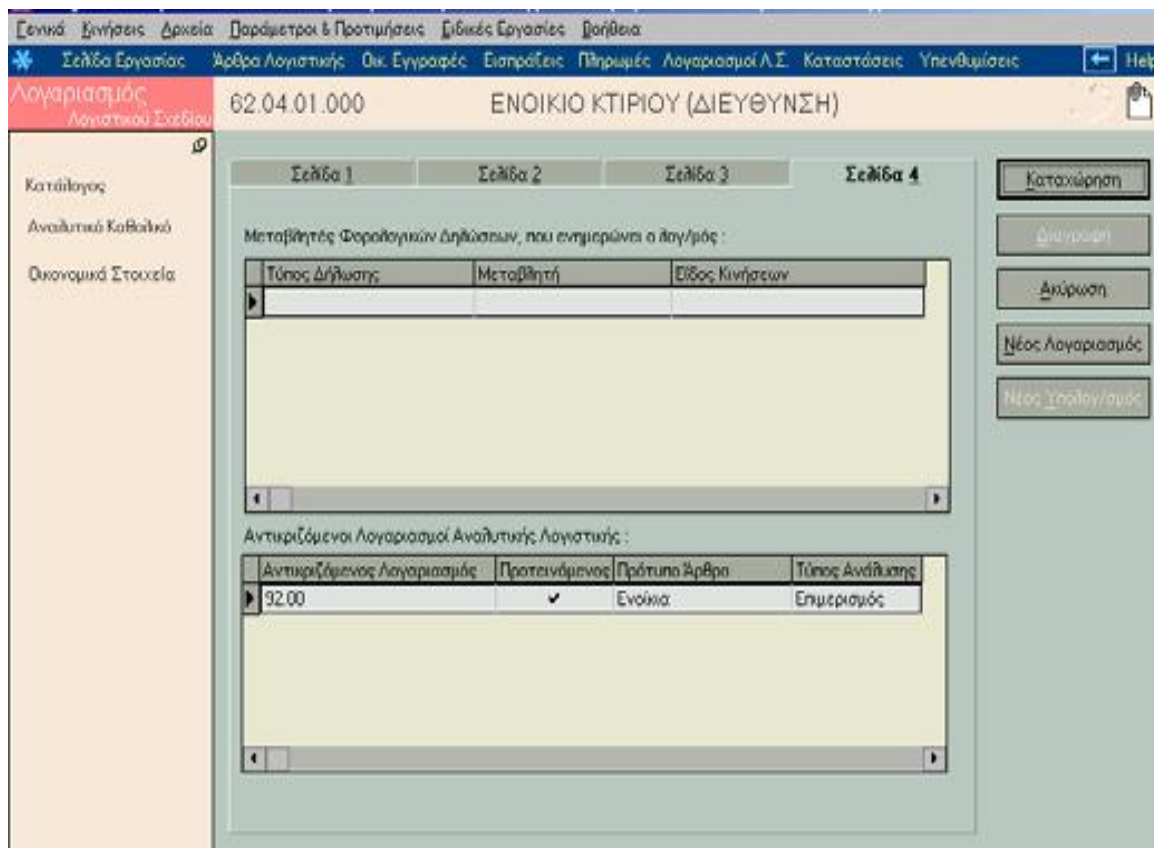 Γενικά Κινήσεις Αρχεία Παράμετροι & Προτιμήσεις Ειδικές Εργασίες Βοήθεια
Σελίδα Εργασίας Άρθρα Λογιστικής Οικ. Εγγραφές Εισπράξεις Πληρωμές Λογαριασμοί Λ.Σ. Καταστάσεις Υπενθυμίσεις Help
Λογαριασμός
Λογιστικού Σχεδίου
62.04.01.000 ΕΝΟΙΚΙΟ ΚΤΙΡΙΟΥ (ΔΙΕΥΘΥΝΣΗ)
Κατάλογος
Αναλυτικό Καθολικό
Οικονομικά Στοιχεία
Σελίδα 1 Σελίδα 2 Σελίδα 3 Σελίδα 4
Μεταβλητές Φορολογικών Δηλώσεων, που ενημερώνει ο λογ/μός :
Τύπος Δήλωσης Μεταβλητή Είδος Κινήσεων
Αντικριζόμενοι Λογαριασμοί Αναλυτικής Λογιστικής :
Αντικριζόμενος Λογαριασμός Προτεινόμενος Πρότυπο Άρθρο Τύπος Ανάλυσης
92.00 ✔ Ενοίκια Επιμερισμός
Καταχώρηση
Διαγραφή
Ακύρωση
Νέος Λογαριασμός
Νέος Υπολογ/σμός